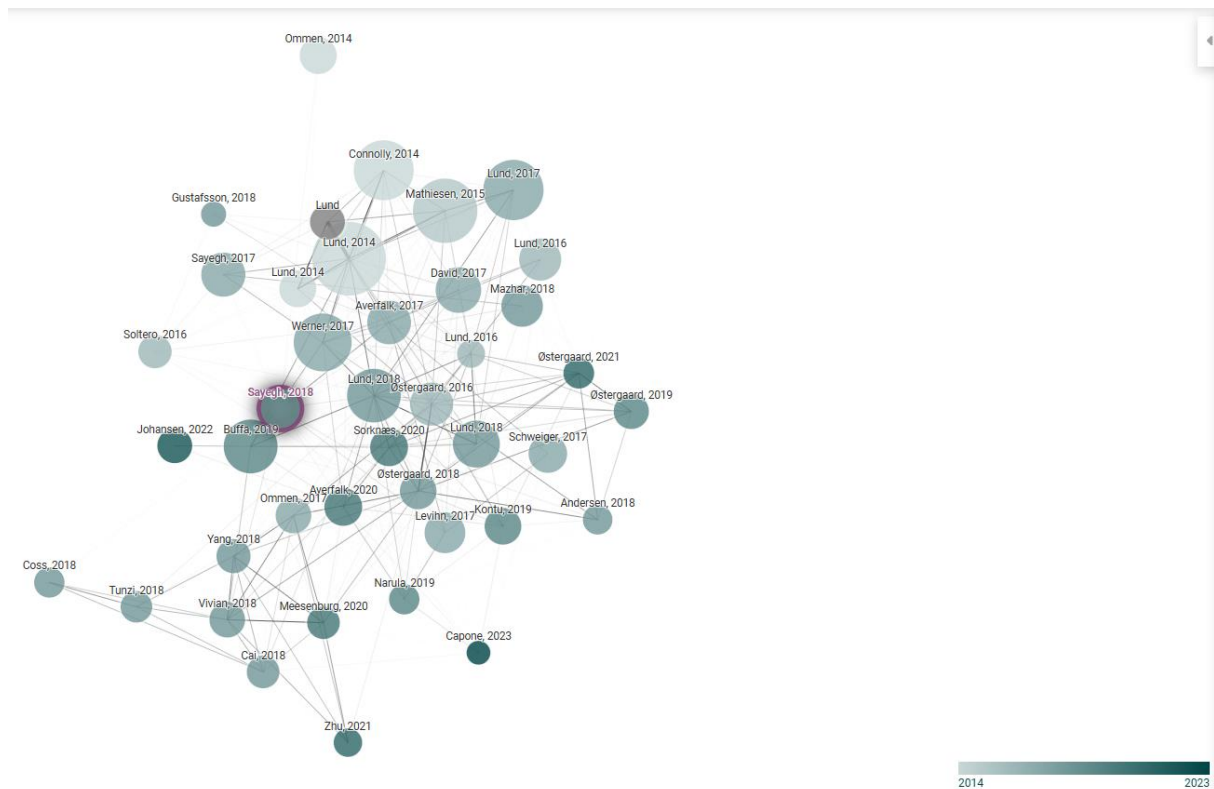 Ommen, 2014
Connolly, 2014
Lund, 2017
Mathiesen, 2015
Gustafsson, 2018
Lund
Lund, 2014
Lund, 2016
Sayegh, 2017
Lund, 2014
David, 2017
Mazhar, 2018
Averfalk, 2017
Werner, 2017
Soltero, 2016
Lund, 2016
Østergaard, 2021
Lund, 2018
Østergaard, 2016
Sayegh, 2018
Østergaard, 2019
Johansen, 2022
Buffa, 2019
Sorknæs, 2020
Lund, 2018
Schweiger, 2017
Østergaard, 2018
Averfalk, 2020
Ommen, 2017
Levihn, 2017
Kontu, 2019
Andersen, 2018
Yang, 2018
Coss, 2018
Tunzi, 2018
Vivian, 2018
Meesenburg, 2020
Narula, 2019
Capone, 2023
Cai, 2018
Zhu, 2021
2014
2023